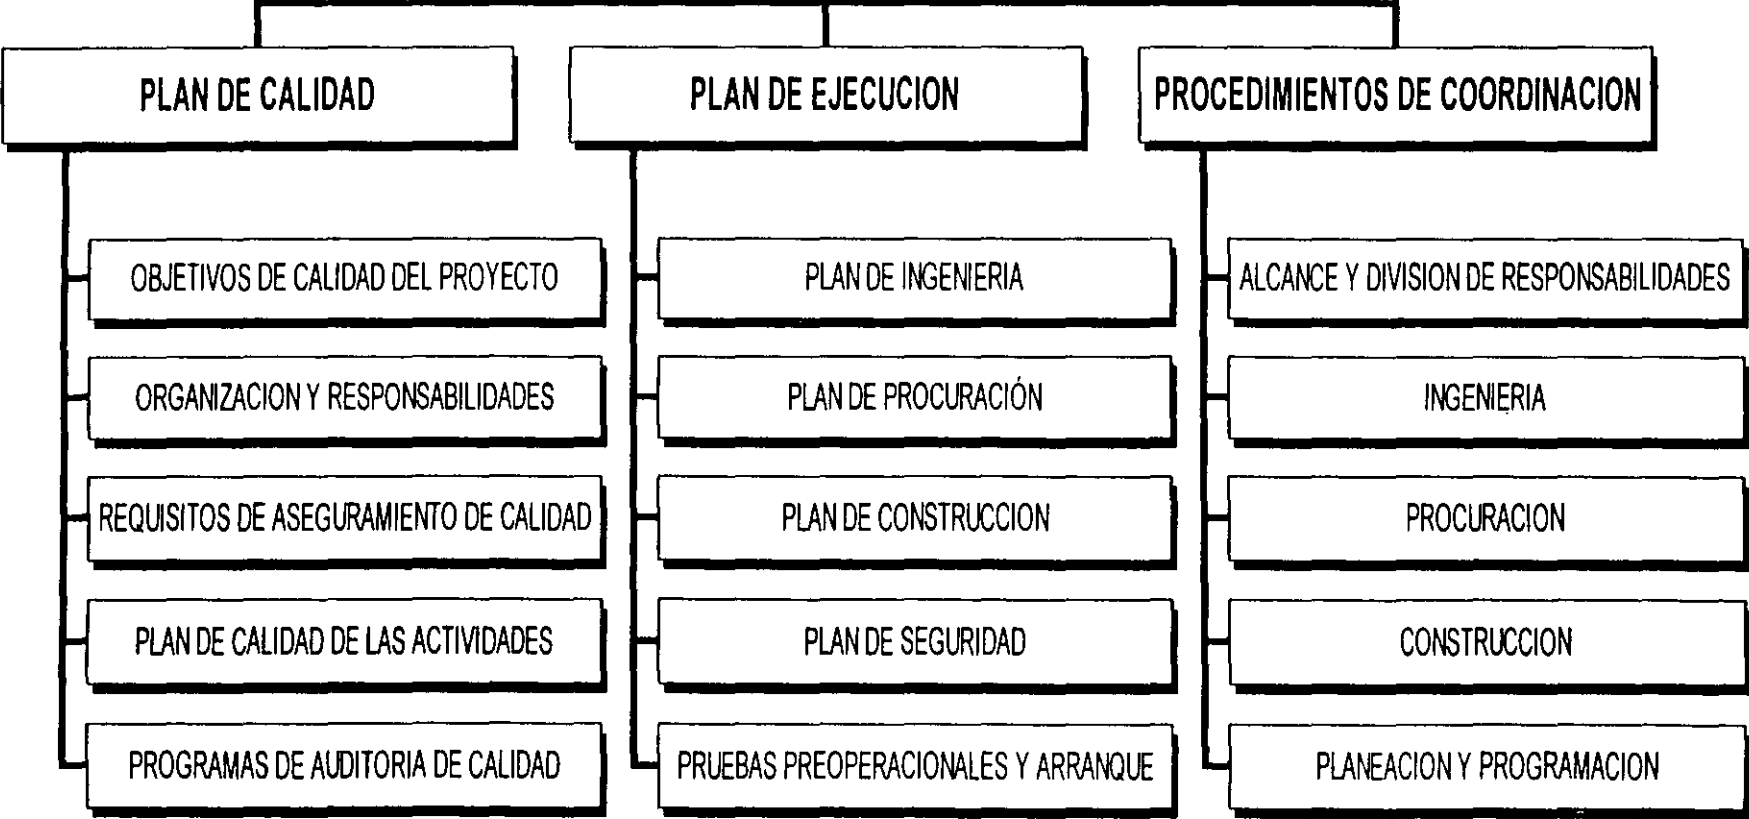 PLAN DE CALIDAD
OBJETIVOS DE CALIDAD DEL PROYECTO
ORGANIZACION Y RESPONSABILIDADES
REQUISITOS DE ASEGURAMIENTO DE CALIDAD
PLAN DE CALIDAD DE LAS ACTIVIDADES
PROGRAMAS DE AUDITORIA DE CALIDAD
PLAN DE EJECUCION
PLAN DE INGENIERIA
PLAN DE PROCURACIÓN
PLAN DE CONSTRUCCION
PLAN DE SEGURIDAD
PRUEBAS PREOPERACIONALES Y ARRANQUE
PROCEDIMIENTOS DE COORDINACION
ALCANCE Y DIVISION DE RESPONSABILIDADES
INGENIERIA
PROCURACION
CONSTRUCCION
PLANEACION Y PROGRAMACION